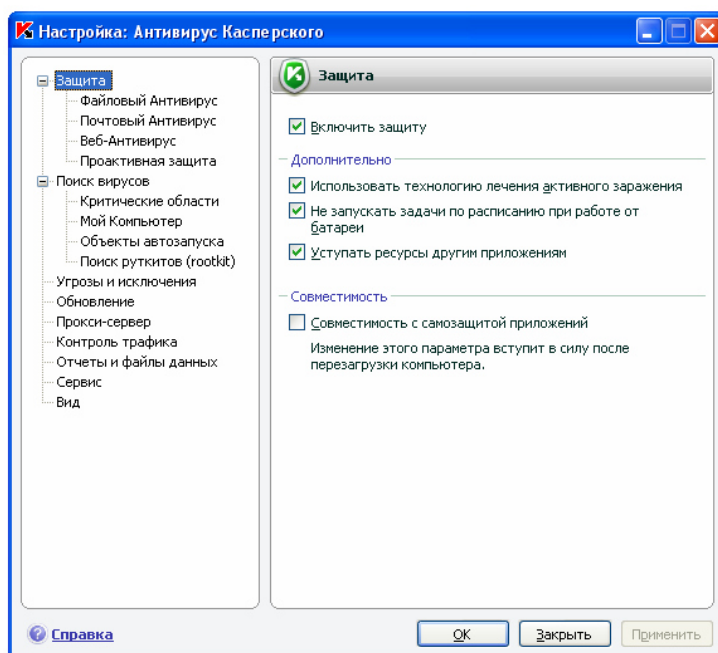 Настройка: Антивирус Касперского
Защита
Файловый Антивирус
Почтовый Антивирус
Веб-Антивирус
Проактивная защита
Поиск вирусов
Критические области
Мой Компьютер
Объекты автозапуска
Поиск руткитов (rootkit)
Угрозы и исключения
Обновление
Прокси-сервер
Контроль трафика
Отчеты и файлы данных
Сервис
Вид
Защита
Включить защиту
Дополнительно
Использовать технологию лечения активного заражения
Не запускать задачи по расписанию при работе от
батареи
Уступать ресурсы другим приложениям
Совместимость
Совместимость с самозащитой приложений
Изменение этого параметра вступит в силу после
перезагрузки компьютера.
Справка
ОК
Закрыть
Применить